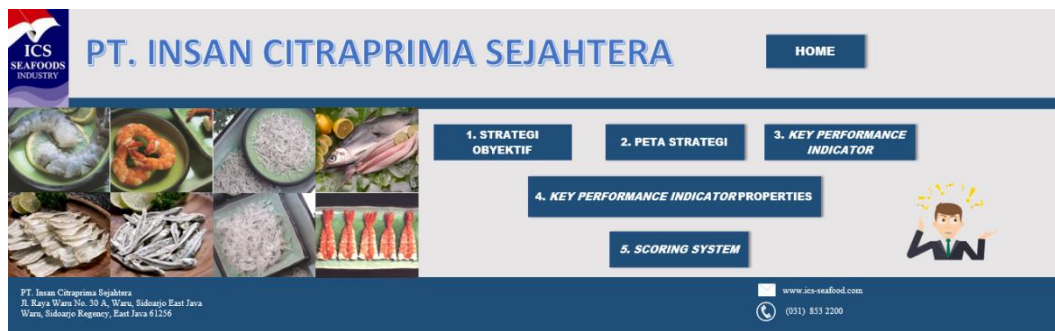 ICS
SEAFOODS
INDUSTRY
PT. INSAN CITRAPRIMA SEJAHTERA
HOME
1. STRATEGI
OBYEKTIF
2. PETA STRATEGI
3. KEY PERFORMANCE
INDICATOR
4. KEY PERFORMANCE INDICATOR PROPERTIES
5. SCORING SYSTEM
PT. Insan Citraprima Sejahtera
Jl. Raya Waru No. 30 A, Waru, Sidoarjo East Java
Waru, Sidoarjo Regency, East Java 61256
www.ics-seafood.com
(031) 853 2200